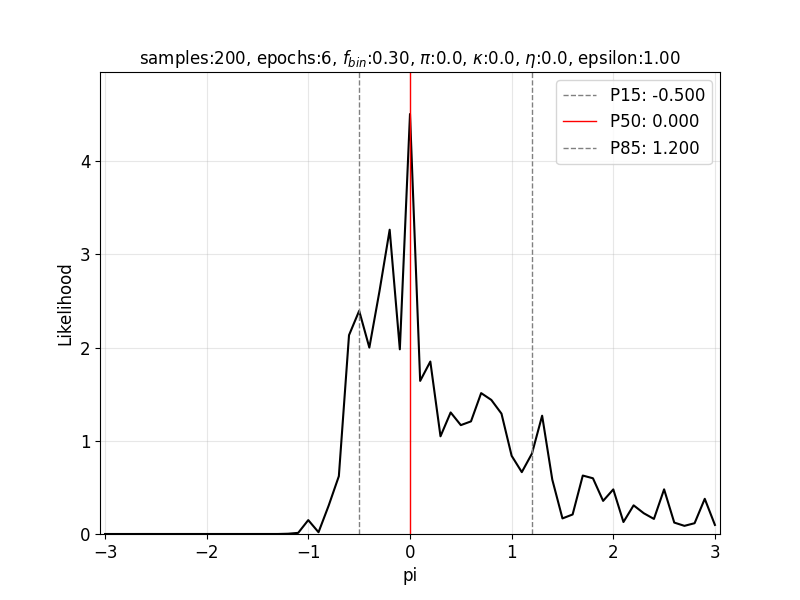 samples:200, epochs:6, f_bin:0.30, π:0.0, κ:0.0, η:0.0, epsilon:1.00
P15: -0.500
P50: 0.000
P85: 1.200
Likelihood
4
3
2
1
0
−3 −2 −1 0 1 2 3
pi